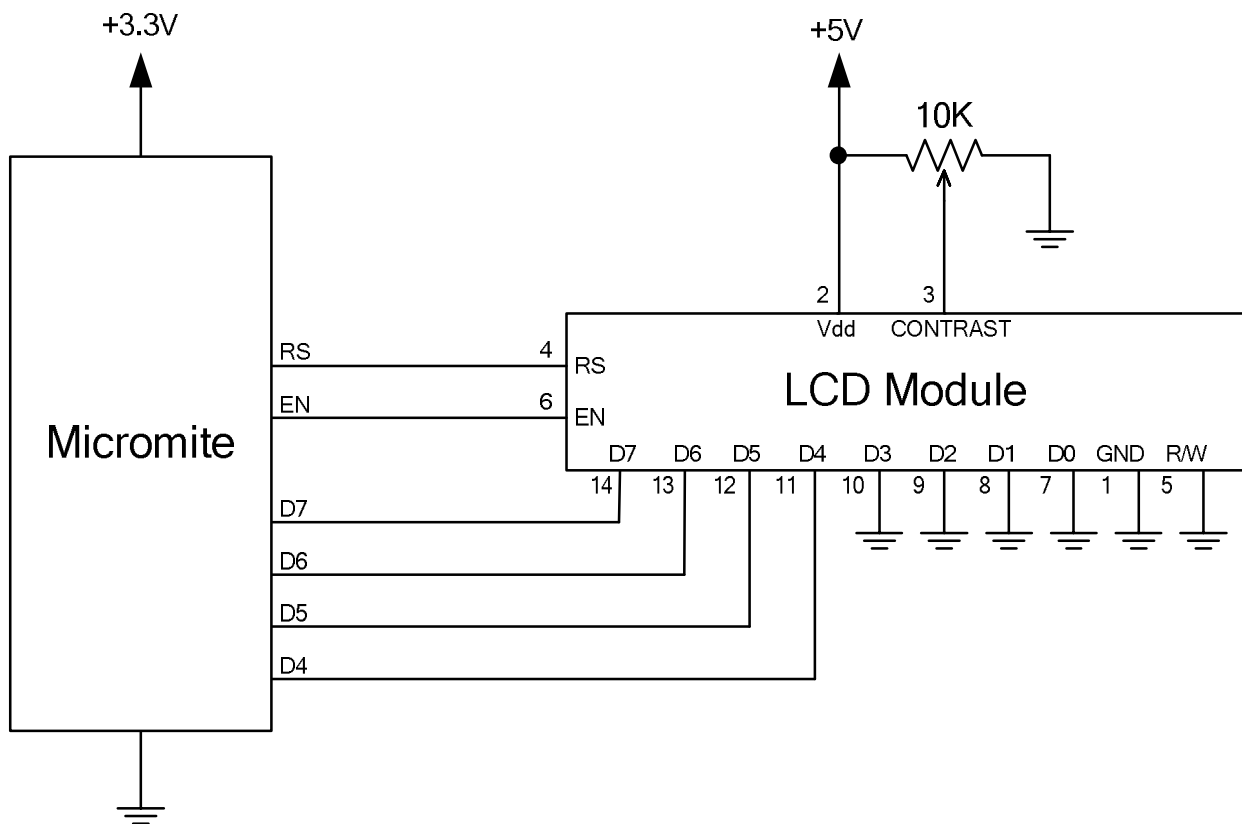 +3.3V
+5V
10K
2 3
Vdd CONTRAST
RS 4 RS
LCD Module
EN 6 EN
Micromite
D7 D6 D5 D4 D3 D2 D1 D0 GND R/W
14 13 12 11 10 9 8 7 1 5
D7
D6
D5
D4